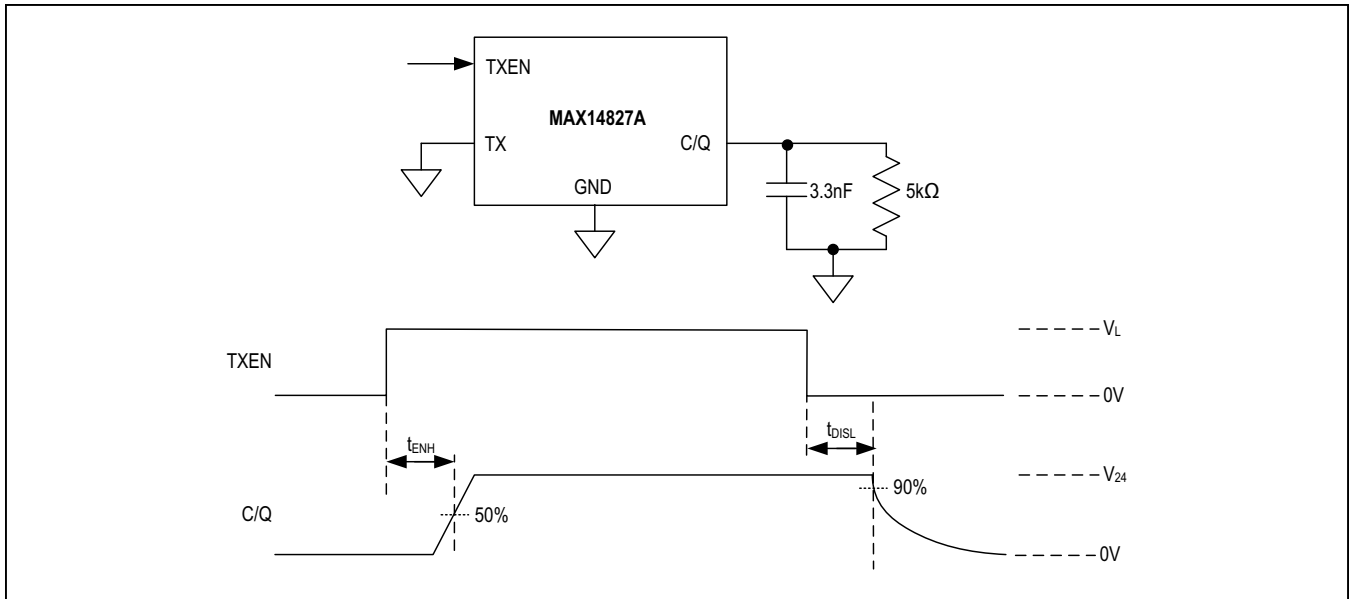 TXEN
MAX14827A
TX
C/Q
GND
3.3nF
5kΩ
TXEN
VL
0V
tENH
tDISL
C/Q
50%
90%
V24
0V